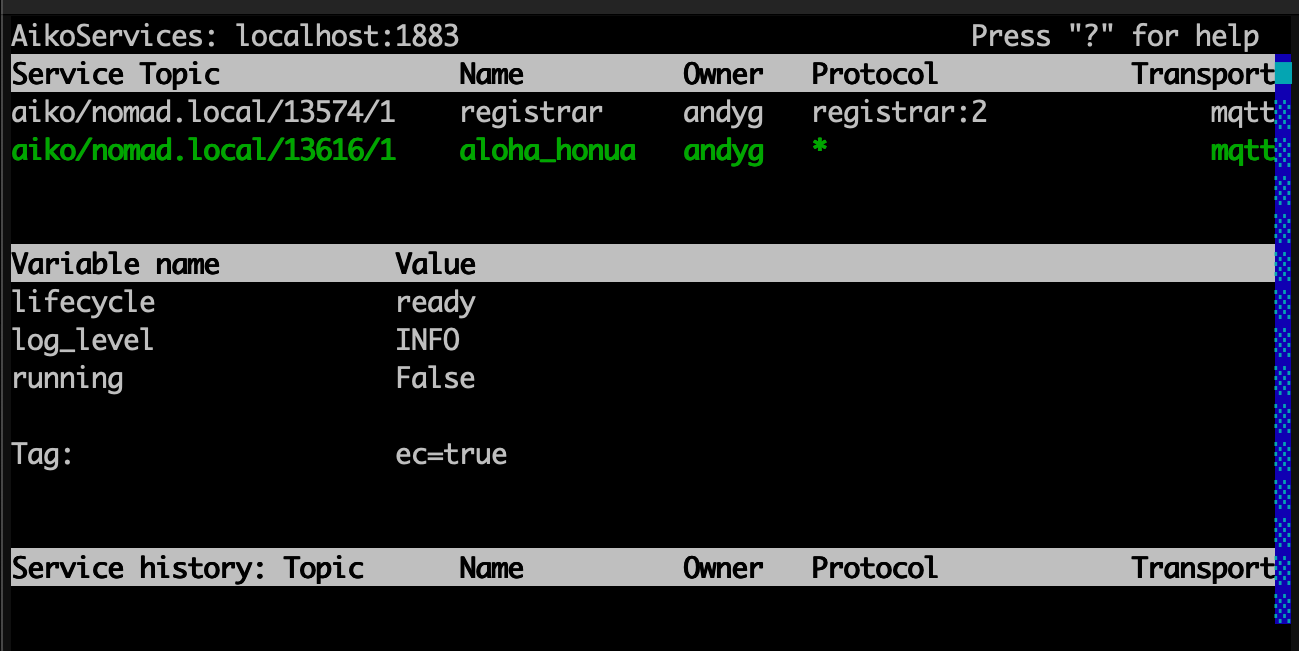 AikoServices: localhost:1883 Press "?" for help
Service Topic Name Owner Protocol Transport
aiko/nomad.local/13574/1 registrar andyg registrar:2 mqtt
aiko/nomad.local/13616/1 aloha_honua andyg * mqtt
Variable name Value
lifecycle ready
log_level INFO
running False
Tag: ec=true
Service history: Topic Name Owner Protocol Transport